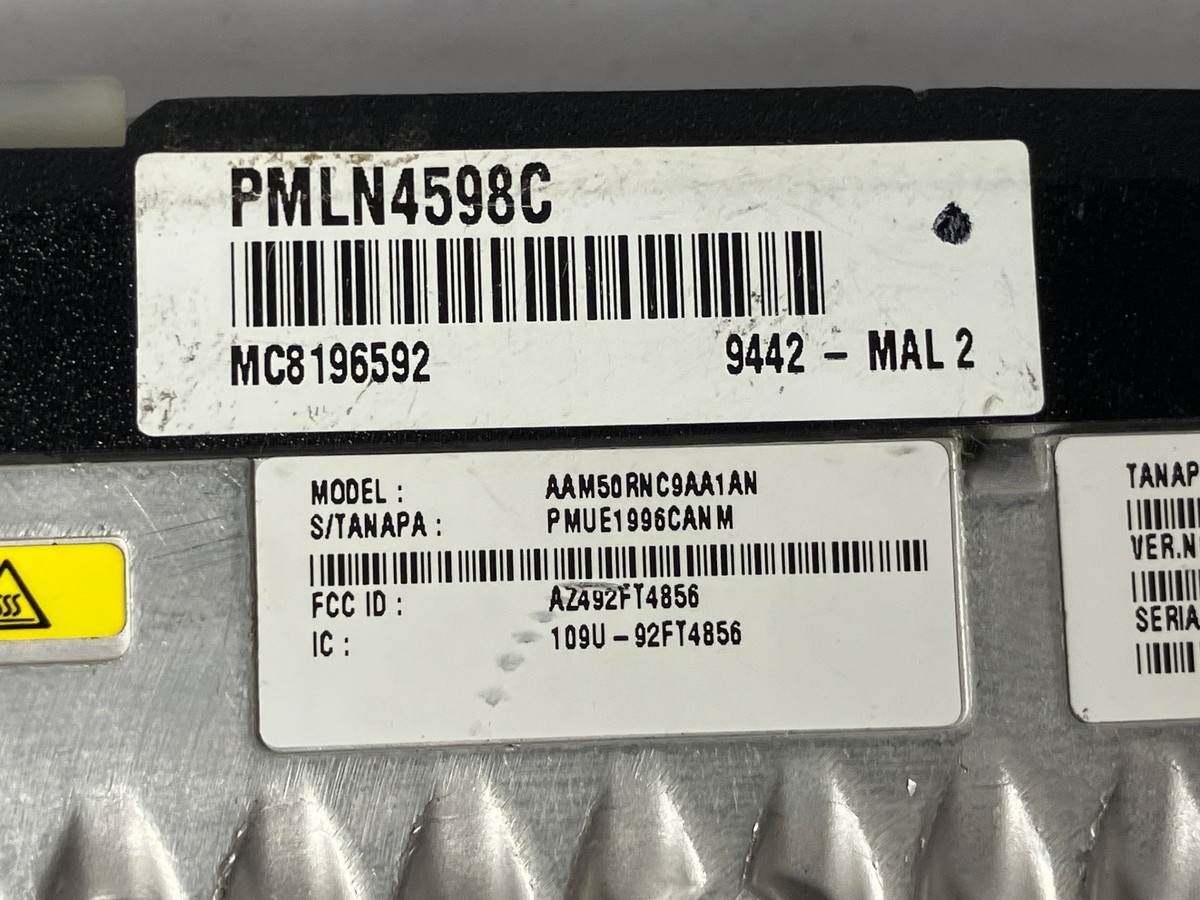 PMLN4598C
MC8196592
9442 - MAL 2
MODEL : AAM50RNC9AA1AN
S/TANAPA : PMUE1996CANM
FCC ID : AZ492FT4856
IC : 109U-92FT4856
TANAP
VER.N
SERIA